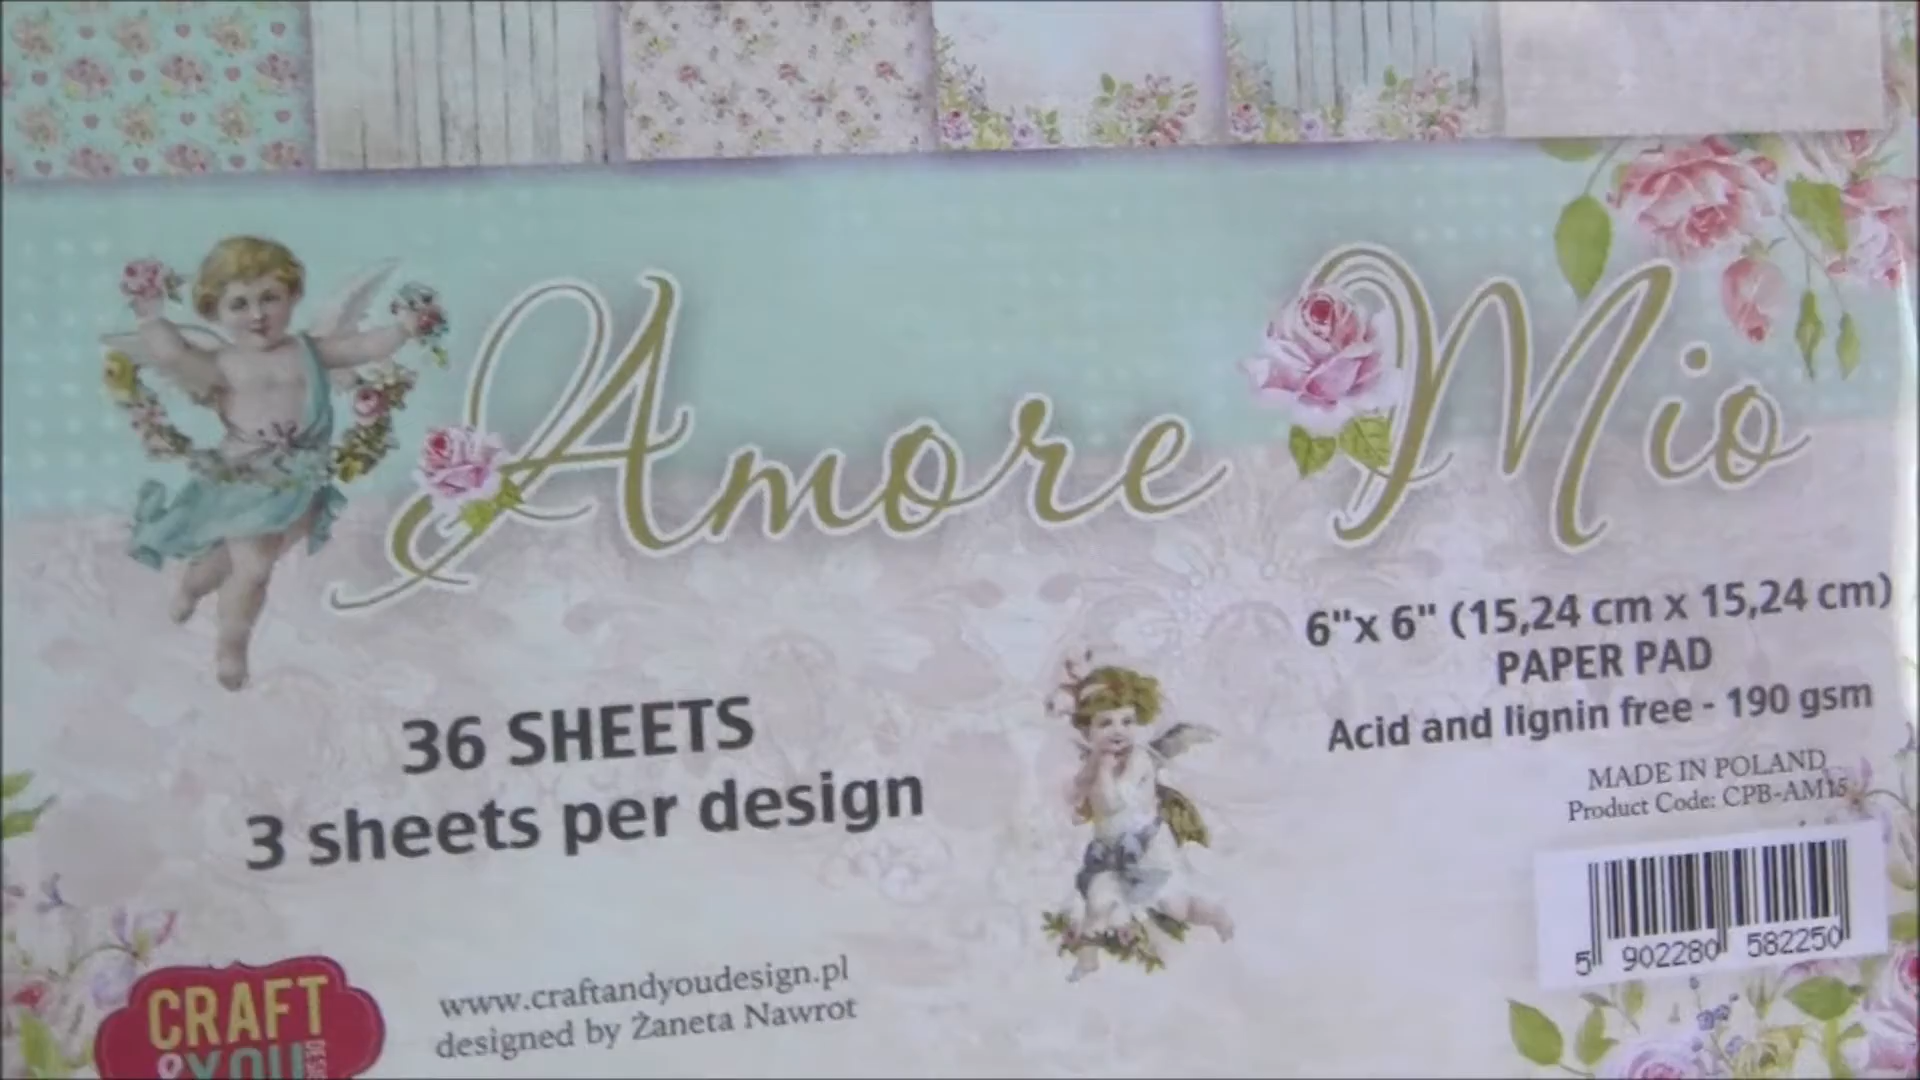 Amore Mio
6"x 6" (15,24 cm x 15,24 cm)
PAPER PAD
Acid and lignin free - 190 gsm
MADE IN POLAND
Product Code: CPB-AM15
36 SHEETS
3 sheets per design
5 902280 582250
www.craftandyoudesign.pl
designed by Żaneta Nawrot
CRAFT
&YOU